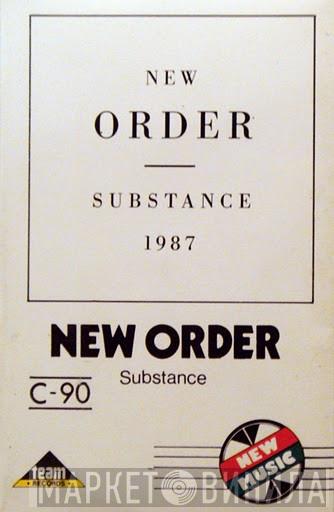 NEW
ORDER
SUBSTANCE
1987
NEW ORDER
Substance
C-90
team
RECORDS
NEW
MUSIC
МАРКЕТ ВИНИЛА